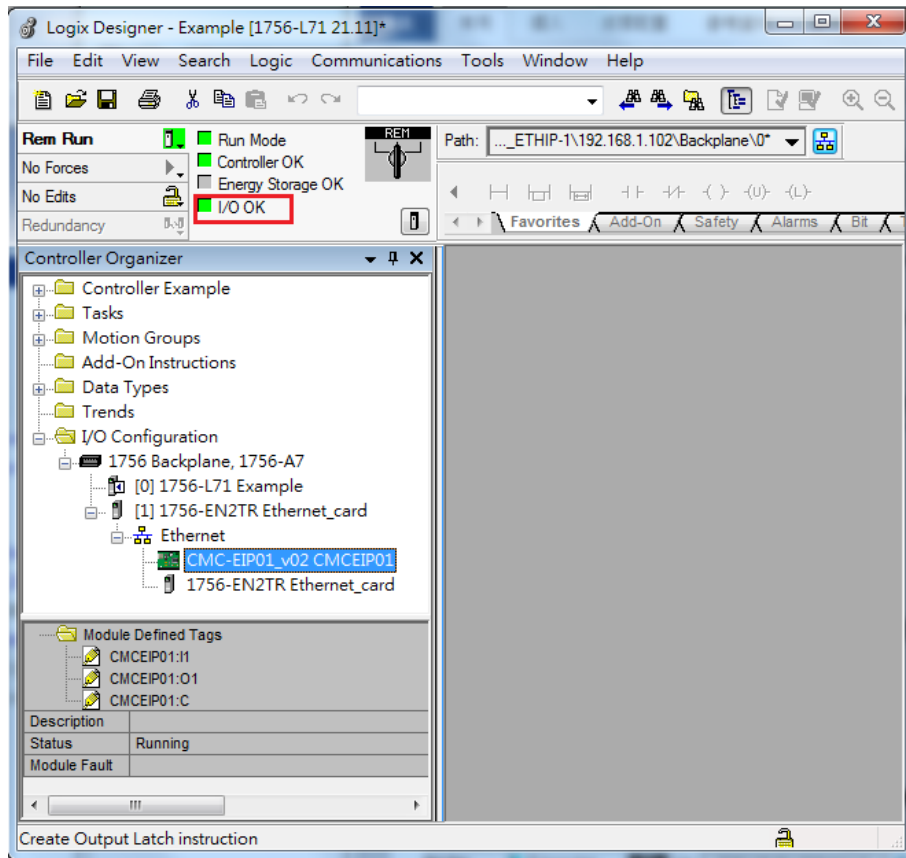 Logix Designer - Example [1756-L71 21.11]*
File Edit View Search Logic Communications Tools Window Help
Rem Run
Run Mode
REM
Path: ..._ETHIP-1\192.168.1.102\Backplane\0*
No Forces
Controller OK
Energy Storage OK
No Edits
I/O OK
Redundancy
Favorites Add-On Safety Alarms Bit
Controller Organizer
Controller Example
Tasks
Motion Groups
Add-On Instructions
Data Types
Trends
I/O Configuration
1756 Backplane, 1756-A7
[0] 1756-L71 Example
[1] 1756-EN2TR Ethernet_card
Ethernet
CMC-EIP01_v02 CMCEIP01
1756-EN2TR Ethernet_card
Module Defined Tags
CMCEIP01:I1
CMCEIP01:O1
CMCEIP01:C
Description
Status Running
Module Fault
Create Output Latch instruction